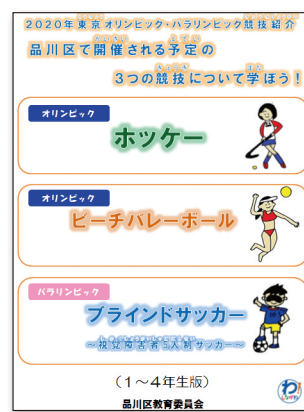 2020年東京オリンピック・パラリンピック競技紹介
品川区で開催される予定の
3つの競技について学ぼう!
オリンピック
ホッケー
オリンピック
ビーチバレーボール
パラリンピック
ブラインドサッカー
~視覚障害者5人制サッカー~
(1~4年生版)
品川区教育委員会